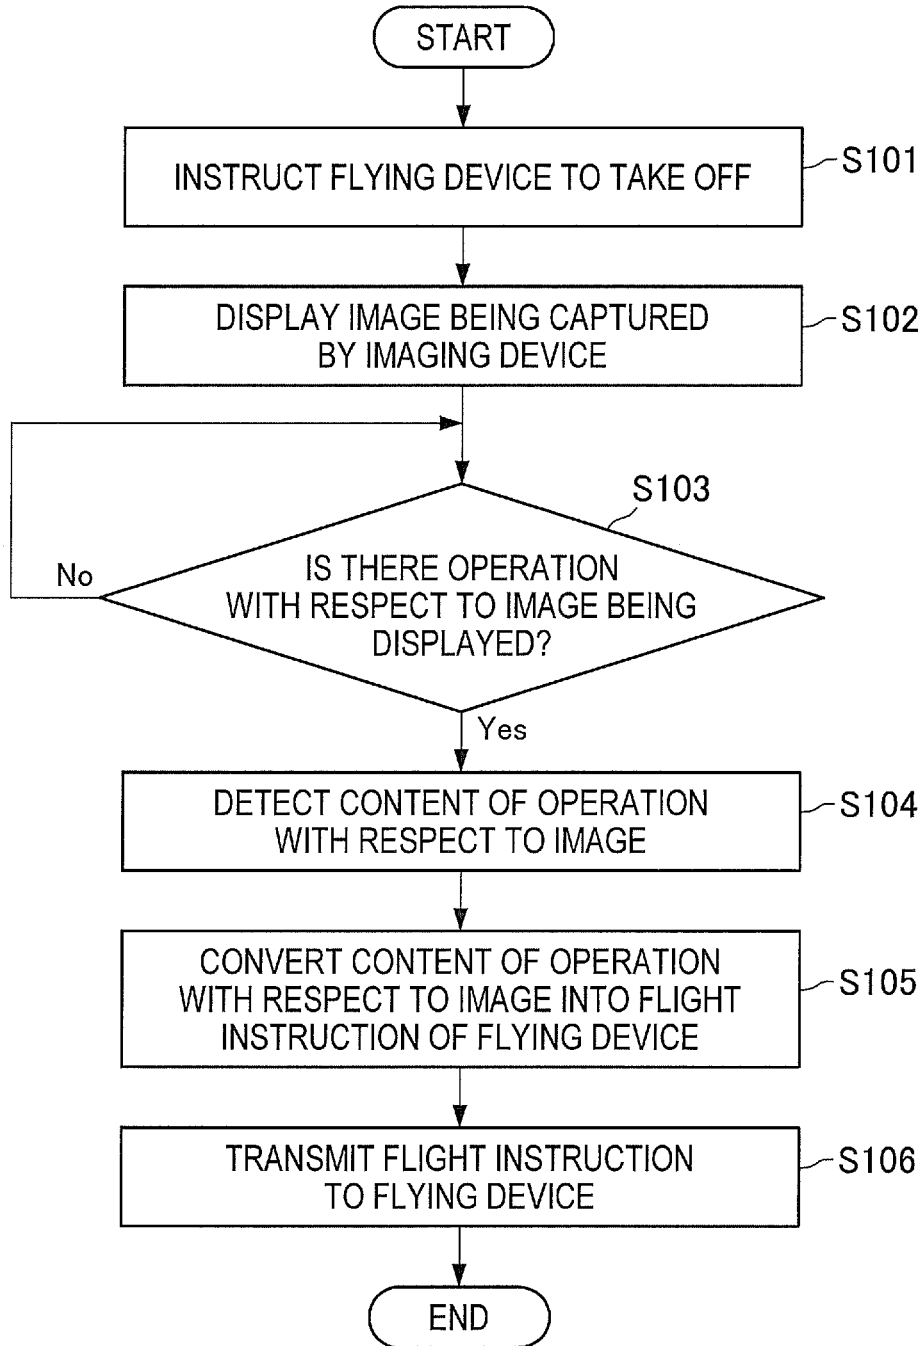 START
INSTRUCT FLYING DEVICE TO TAKE OFF
S101
DISPLAY IMAGE BEING CAPTURED
BY IMAGING DEVICE
S102
S103
IS THERE OPERATION
WITH RESPECT TO IMAGE BEING
DISPLAYED?
No
Yes
DETECT CONTENT OF OPERATION
WITH RESPECT TO IMAGE
S104
CONVERT CONTENT OF OPERATION
WITH RESPECT TO IMAGE INTO FLIGHT
INSTRUCTION OF FLYING DEVICE
S105
TRANSMIT FLIGHT INSTRUCTION
TO FLYING DEVICE
S106
END